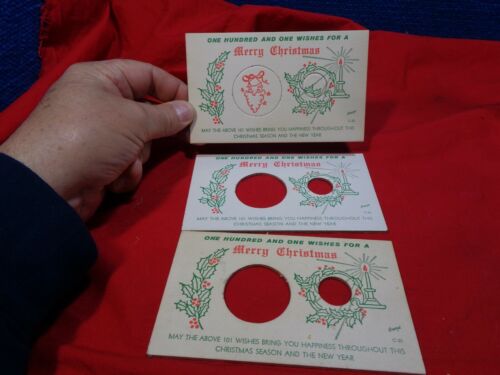 ONE HUNDRED AND ONE WISHES FOR A
Merry Christmas
MAY THE ABOVE 101 WISHES BRING YOU HAPPINESS THROUGHOUT THIS
CHRISTMAS SEASON AND THE NEW YEAR
ONE HUNDRED AND ONE WISHES FOR A
MAY THE ABOVE 101 WISHES BRING YOU HAPPINESS THROUGHOUT THIS
CHRISTMAS SEASON AND THE NEW YEAR
ONE HUNDRED AND ONE WISHES FOR A
Merry Christmas
MAY THE ABOVE 101 WISHES BRING YOU HAPPINESS THROUGHOUT THIS
CHRISTMAS SEASON AND THE NEW YEAR